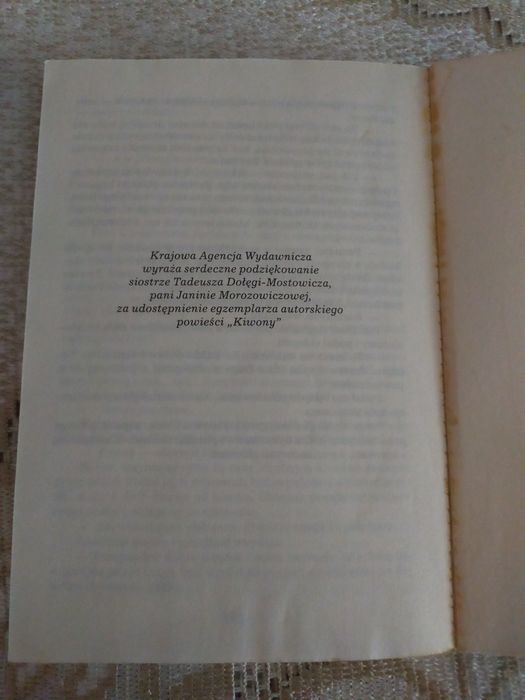 Krajowa Agencja Wydawnicza
wyraża serdeczne podziękowanie
siostrze Tadeusza Dołęgi-Mostowicza,
pani Janinie Morozowiczowej,
za udostępnienie egzemplarza autorskiego
powieści „Kiwony”